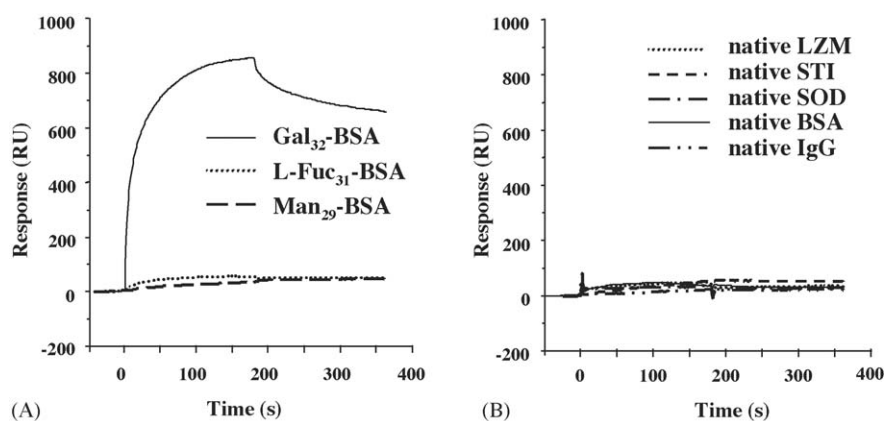 1000
800
600
400
200
0
-200
Response (RU)
Gal32-BSA
L-Fuc31-BSA
Man29-BSA
0 100 200 300 400
Time (s)
(A)
1000
800
600
400
200
0
-200
Response (RU)
native LZM
native STI
native SOD
native BSA
native IgG
0 100 200 300 400
Time (s)
(B)